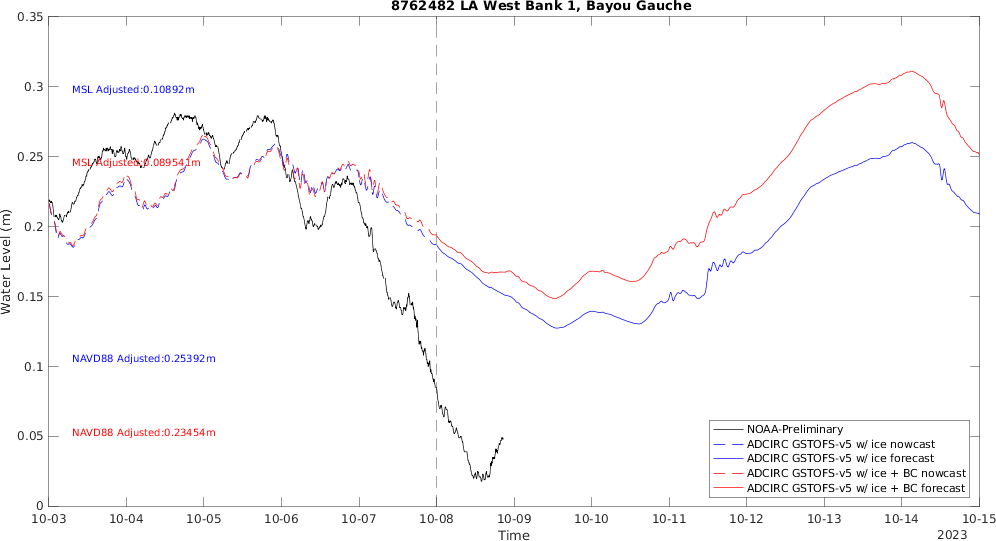 8762482 LA West Bank 1, Bayou Gauche
0.35
0.3
0.25
0.2
0.15
0.1
0.05
0
Water Level (m)
MSL Adjusted:0.10892m
MSL Adjusted:0.089541m
NAVD88 Adjusted:0.25392m
NAVD88 Adjusted:0.23454m
NOAA-Preliminary
ADCIRC GSTOFS-v5 w/ ice nowcast
ADCIRC GSTOFS-v5 w/ ice forecast
ADCIRC GSTOFS-v5 w/ ice + BC nowcast
ADCIRC GSTOFS-v5 w/ ice + BC forecast
10-03 10-04 10-05 10-06 10-07 10-08 10-09 10-10 10-11 10-12 10-13 10-14 10-15
Time
2023